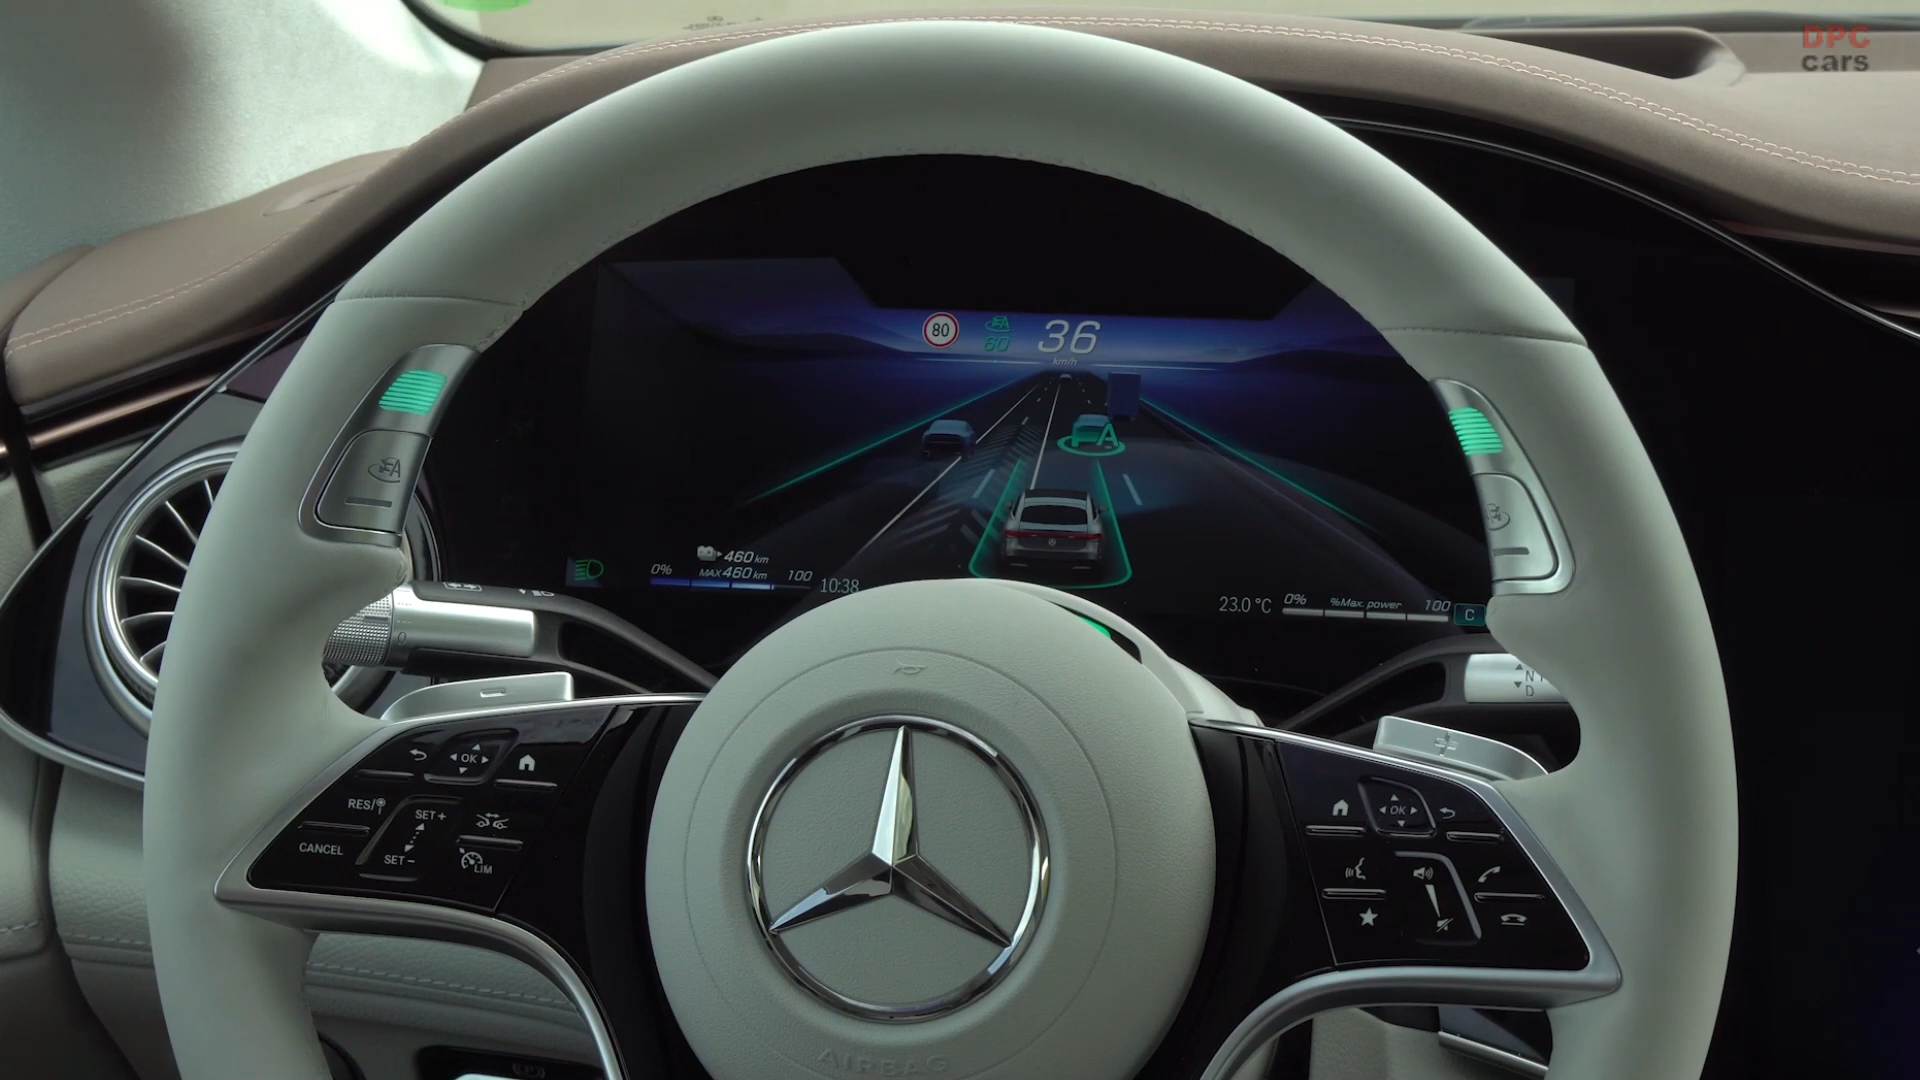 DPC
cars
80
A
60
36
km/h
A
460 km
0%
MAX 460 km
100
10:38
23.0 °C
0%
%Max. power
100
C
A
0
N
D
OK
RES/
SET+
CANCEL
SET-
LIM
OK
AIRBAG